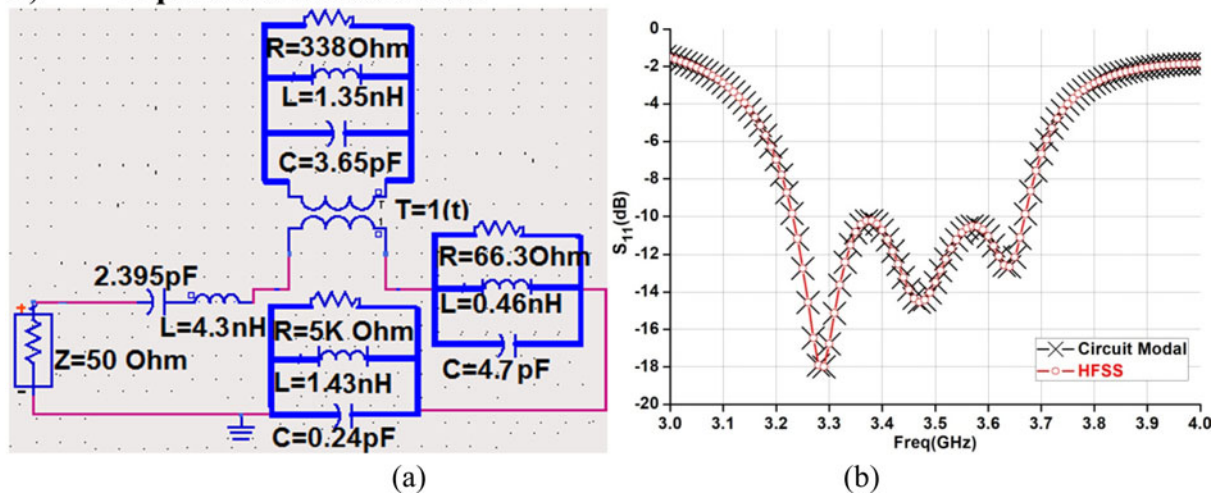 R=338Ohm
L=1.35nH
C=3.65pF
T=1(t)
T
1
2.395pF
L=4.3nH
Z=50 Ohm
+
-
R=5K Ohm
L=1.43nH
C=0.24pF
R=66.3Ohm
L=0.46nH
C=4.7pF
(a)
0
-2
-4
-6
-8
-10
-12
-14
-16
-18
-20
S11(dB)
3.0 3.1 3.2 3.3 3.4 3.5 3.6 3.7 3.8 3.9 4.0
Freq(GHz)
Circuit Modal
HFSS
(b)